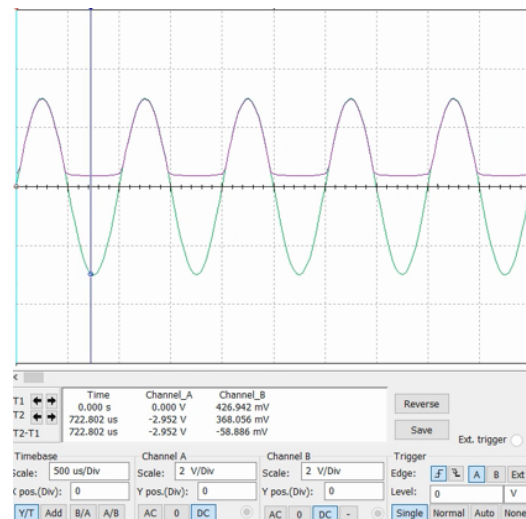 <
T1
T2
T2-T1
Time Channel_A Channel_B
0.000 s 0.000 V 426.942 mV
722.802 us -2.952 V 368.056 mV
722.802 us -2.952 V -58.886 mV
Reverse
Save
Ext. trigger
Timebase
Scale: 500 us/Div
X pos.(Div): 0
Y/T Add B/A A/B
Channel A
Scale: 2 V/Div
Y pos.(Div): 0
AC 0 DC
Channel B
Scale: 2 V/Div
Y pos.(Div): 0
AC 0 DC -
Trigger
Edge: A B Ext
Level: 0 V
Single Normal Auto None